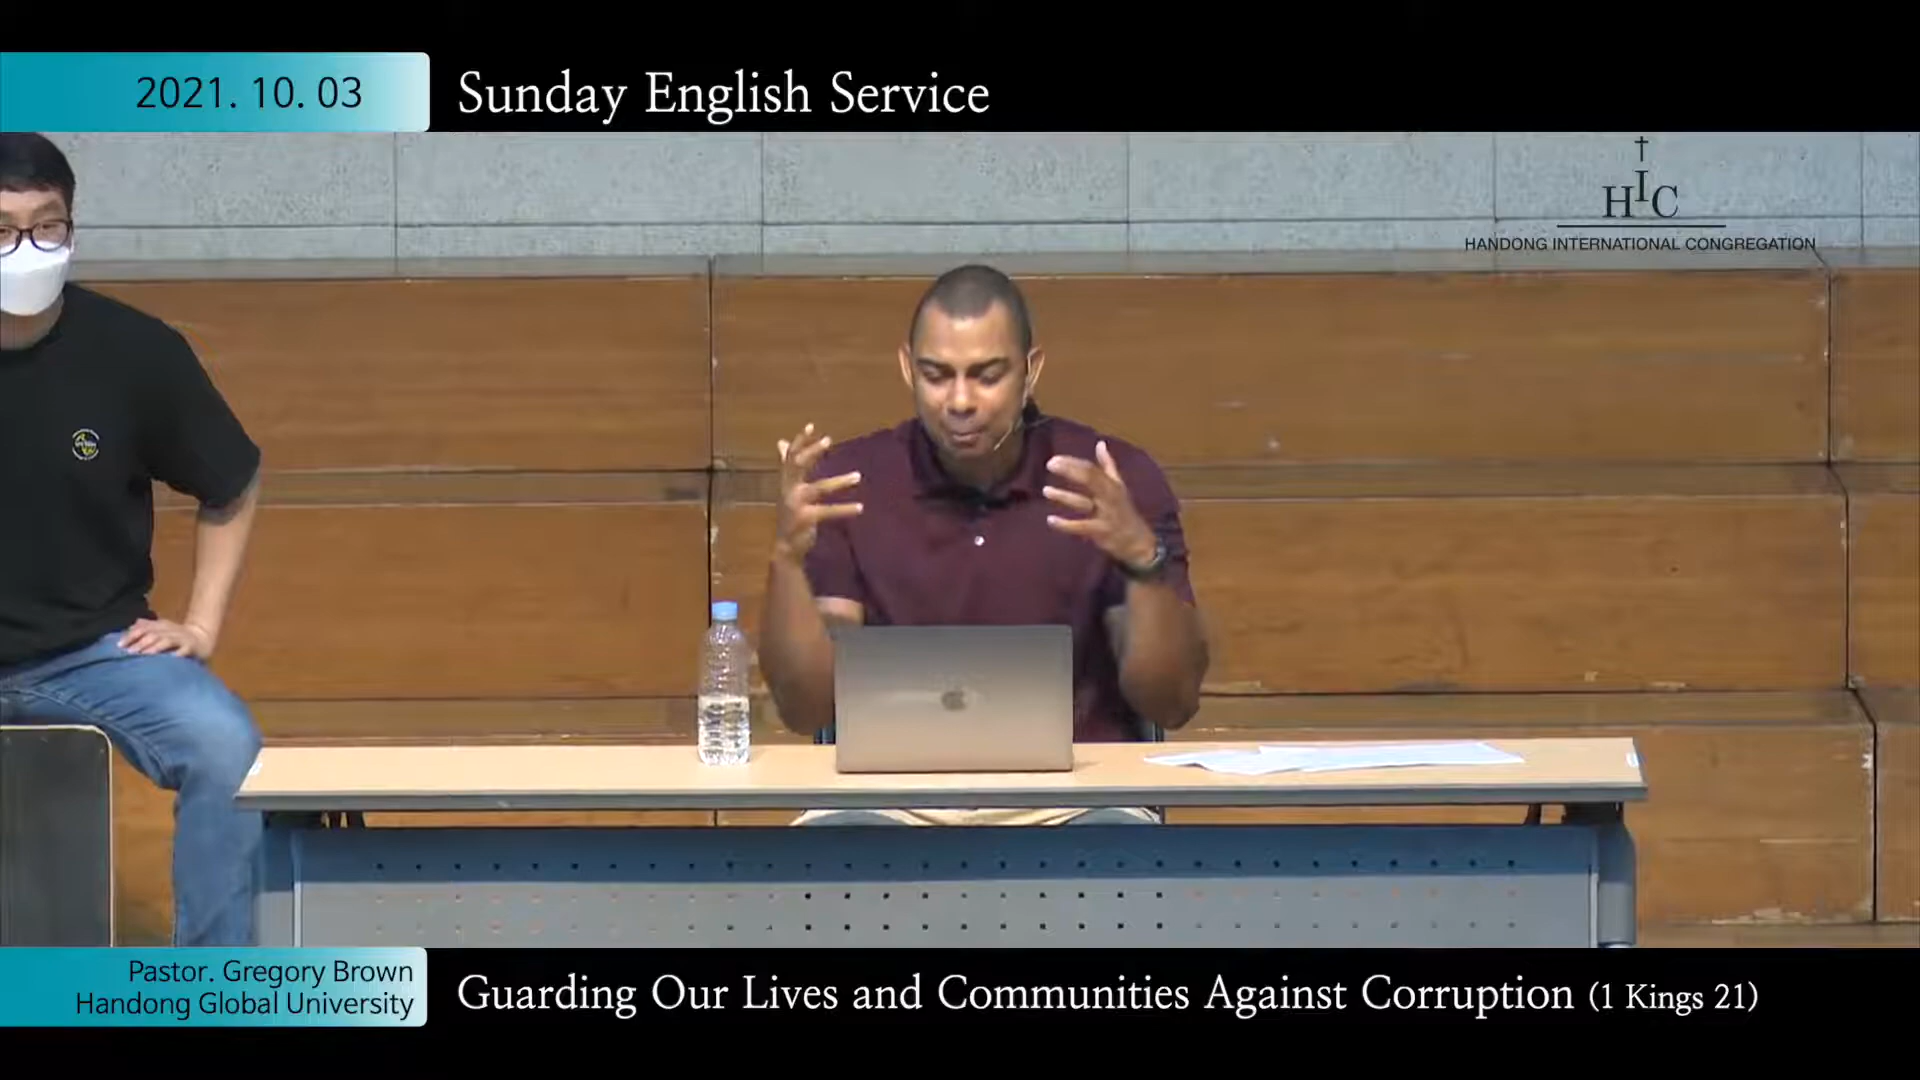 2021. 10. 03
Sunday English Service
HIC
HANDONG INTERNATIONAL CONGREGATION
Pastor. Gregory Brown
Handong Global University
Guarding Our Lives and Communities Against Corruption (1 Kings 21)